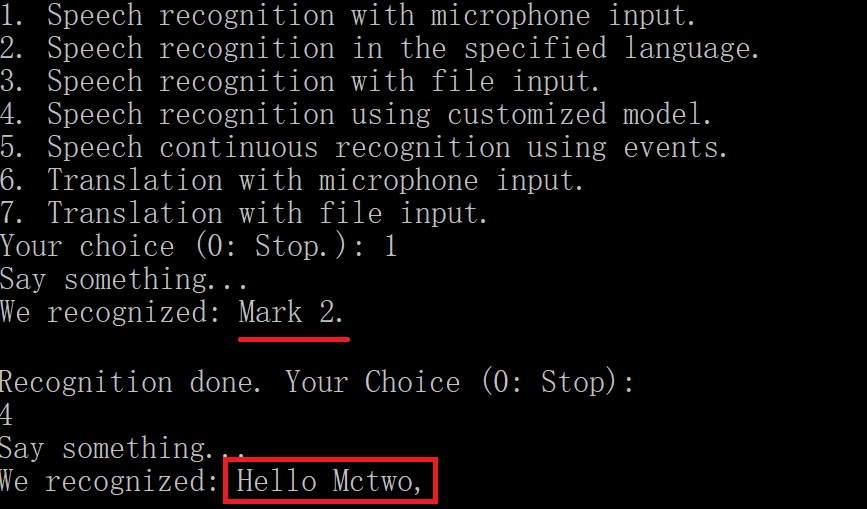 1. Speech recognition with microphone input.
2. Speech recognition in the specified language.
3. Speech recognition with file input.
4. Speech recognition using customized model.
5. Speech continuous recognition using events.
6. Translation with microphone input.
7. Translation with file input.
Your choice (0: Stop.): 1
Say something...
We recognized: Mark 2.
Recognition done. Your Choice (0: Stop):
4
Say something...
We recognized: Hello Mctwo,